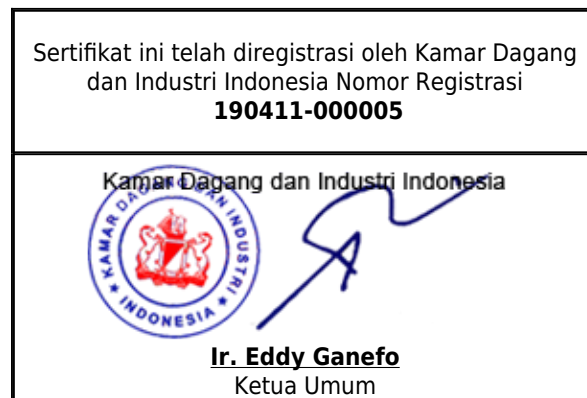 Sertifikat ini telah diregistrasi oleh Kamar Dagang
dan Industri Indonesia Nomor Registrasi
190411-000005
Kamar Dagang dan Industri Indonesia
KAMAR DAGANG DAN INDUSTRI
INDONESIA
Ir. Eddy Ganefo
Ketua Umum